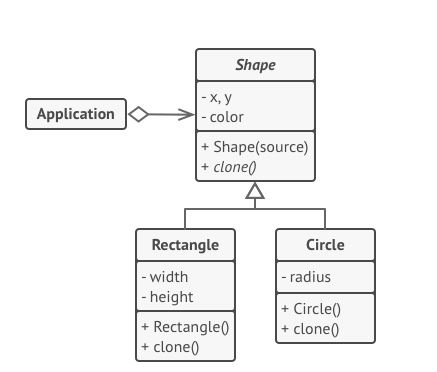 Shape
- x, y
- color
+ Shape(source)
+ clone()
Application
Rectangle
- width
- height
+ Rectangle()
+ clone()
Circle
- radius
+ Circle()
+ clone()